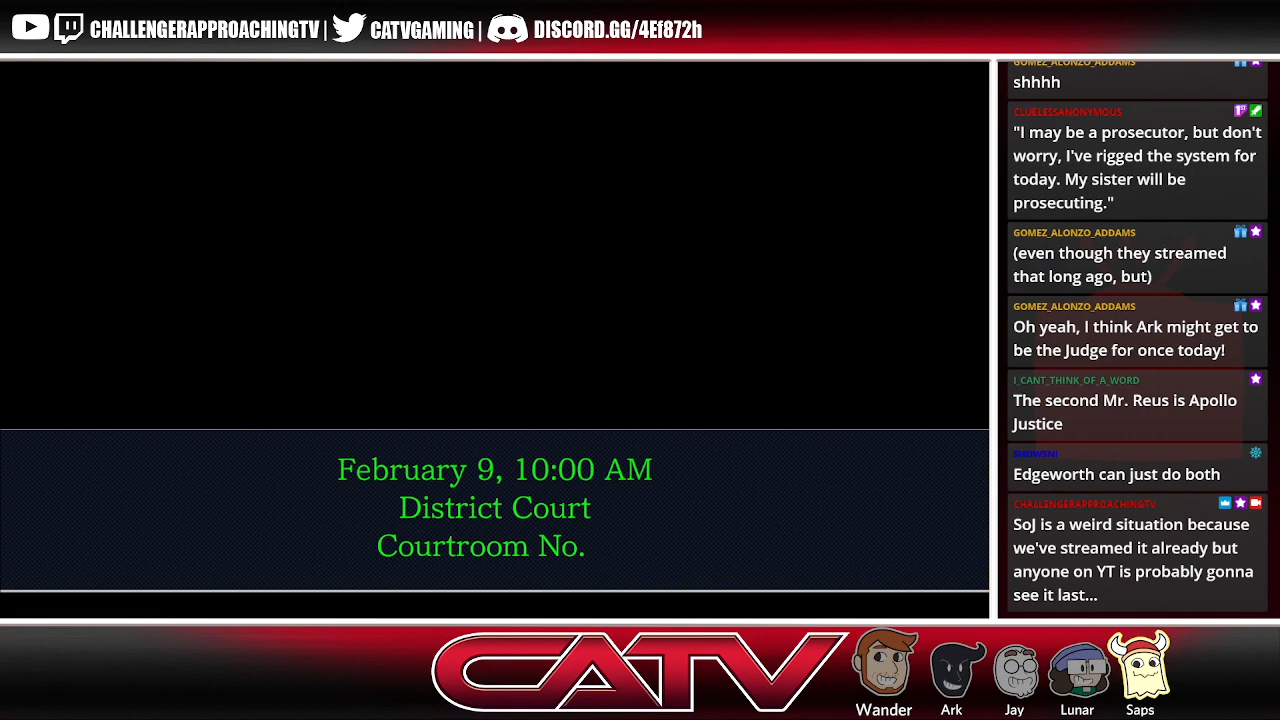 CHALLENGERAPPROACHINGTV | CATVGAMING | DISCORD.GG/4Ef872h
GOMEZ_ALONZO_ADDAMS
shhhh
CLUELESSANONYMOUS
"I may be a prosecutor, but don't
worry, I've rigged the system for
today. My sister will be
prosecuting."
GOMEZ_ALONZO_ADDAMS
(even though they streamed
that long ago, but)
GOMEZ_ALONZO_ADDAMS
Oh yeah, I think Ark might get to
be the Judge for once today!
I_CANT_THINK_OF_A_WORD
The second Mr. Reus is Apollo
Justice
SHOWSNI
Edgeworth can just do both
CHALLENGERAPPROACHINGTV
SoJ is a weird situation because
we've streamed it already but
anyone on YT is probably gonna
see it last...
February 9, 10:00 AM
District Court
Courtroom No.
CATV
Wander
Ark
Jay
Lunar
Saps